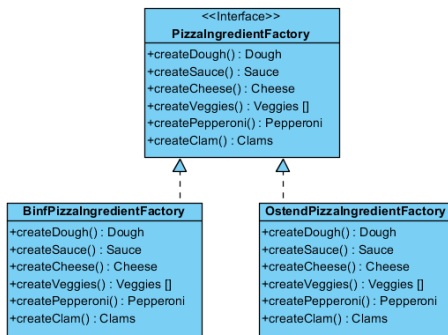 <<Interface>>
PizzaIngredientFactory
+createDough() : Dough
+createSauce() : Sauce
+createCheese() : Cheese
+createVeggies() : Veggies []
+createPepperoni() : Pepperoni
+createClam() : Clams
BinfPizzaIngredientFactory
+createDough() : Dough
+createSauce() : Sauce
+createCheese() : Cheese
+createVeggies() : Veggies []
+createPepperoni() : Pepperoni
+createClam() : Clams
OstendPizzaIngredientFactory
+createDough() : Dough
+createSauce() : Sauce
+createCheese() : Cheese
+createVeggies() : Veggies []
+createPepperoni() : Pepperoni
+createClam() : Clams